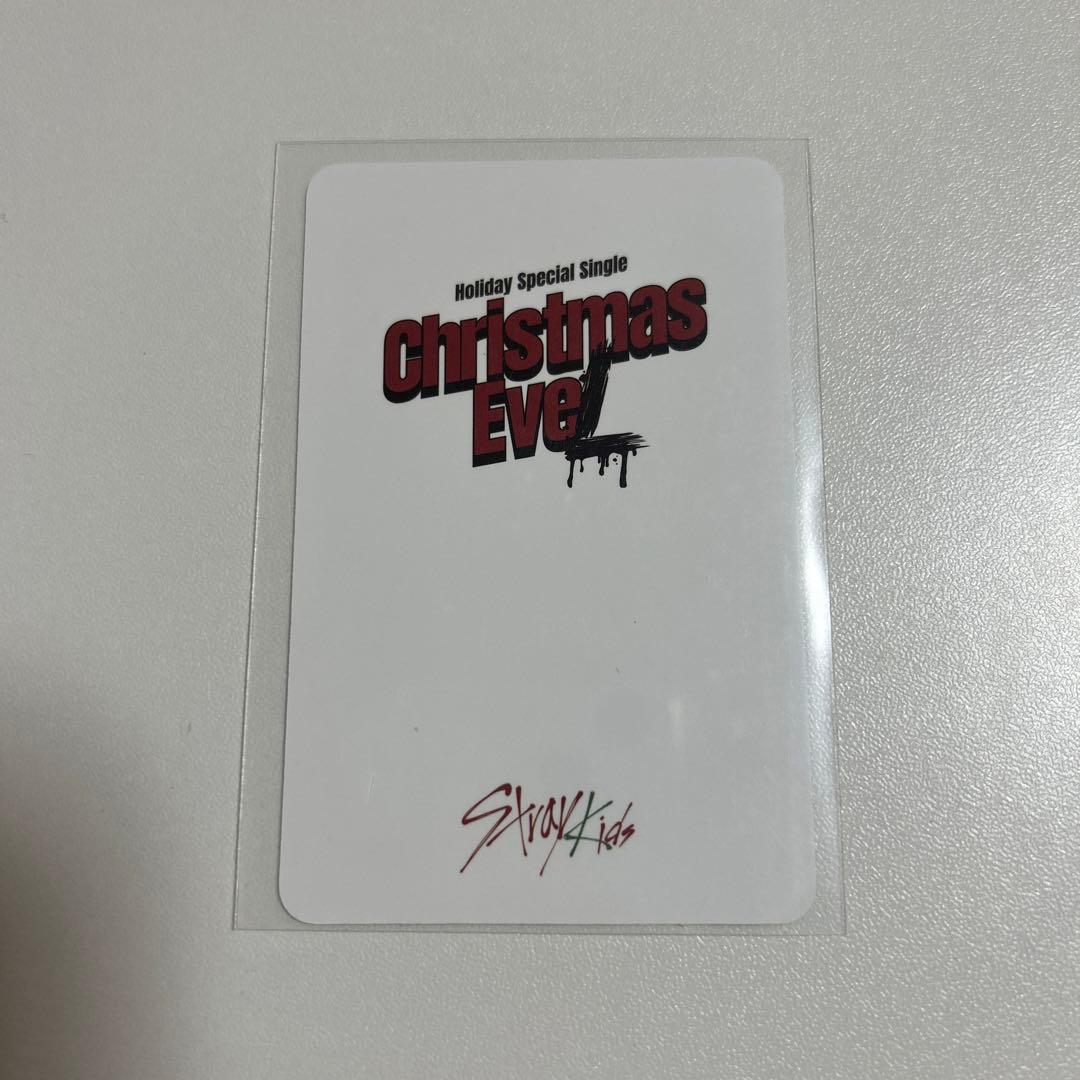 Holiday Special Single
Christmas
EveL
Stray Kids